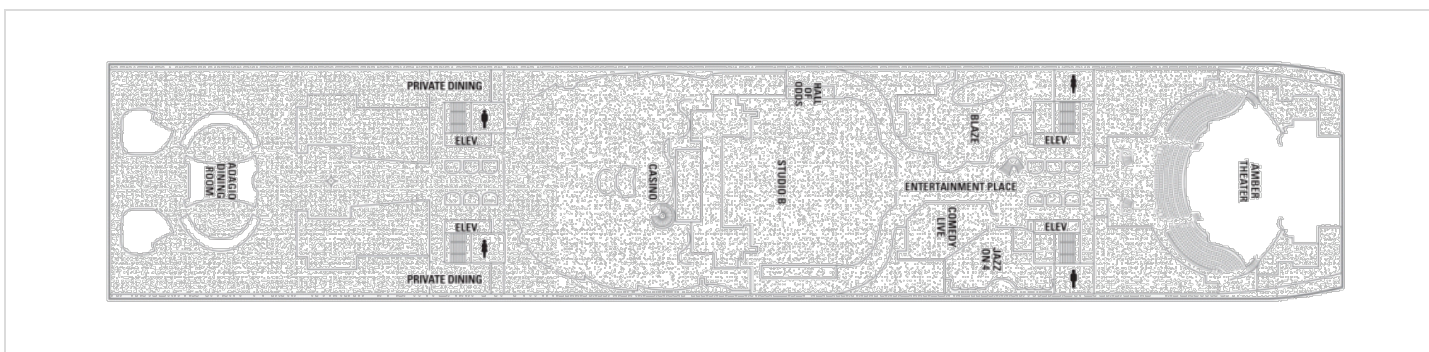 PRIVATE DINING
ELEV.
ADAGIO
DINING
ROOM
ELEV.
PRIVATE DINING
CASINO
STUDIO B
HALL
OF
ODDS
BLAZE
ENTERTAINMENT PLACE
COMEDY
LIVE
JAZZ
ON 4
ELEV.
ELEV.
AMBER
THEATER